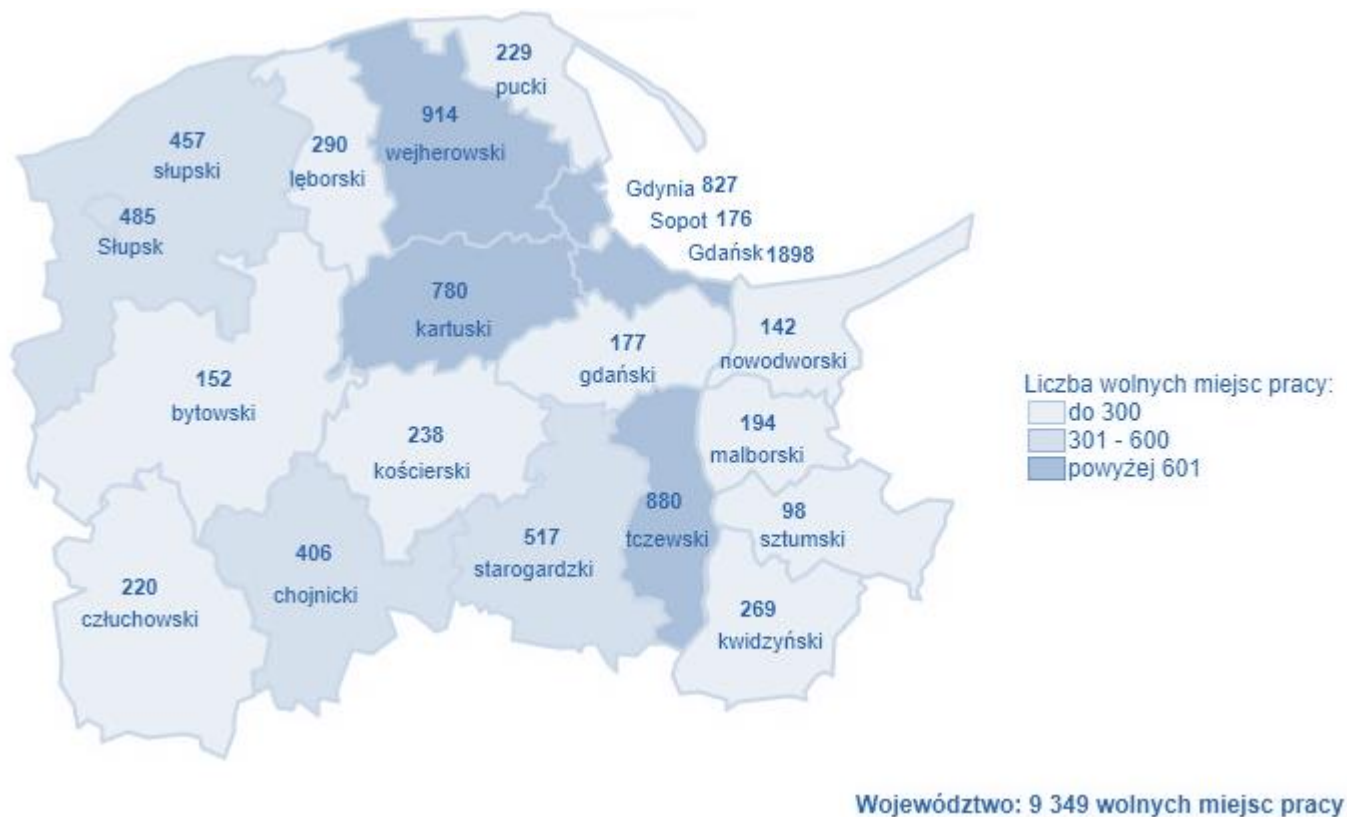 229
pucki
914
wejherowski
457
słupski
290
lęborski
Gdynia 827
Sopot 176
Gdańsk 1898
485
Słupsk
780
kartuski
177
gdański
142
nowodworski
152
bytowski
238
kościerski
194
malborski
Liczba wolnych miejsc pracy:
do 300
301 - 600
powyżej 601
880
tczewski
98
sztumski
517
starogardzki
406
chojnicki
220
człuchowski
269
kwidzyński
Województwo: 9 349 wolnych miejsc pracy